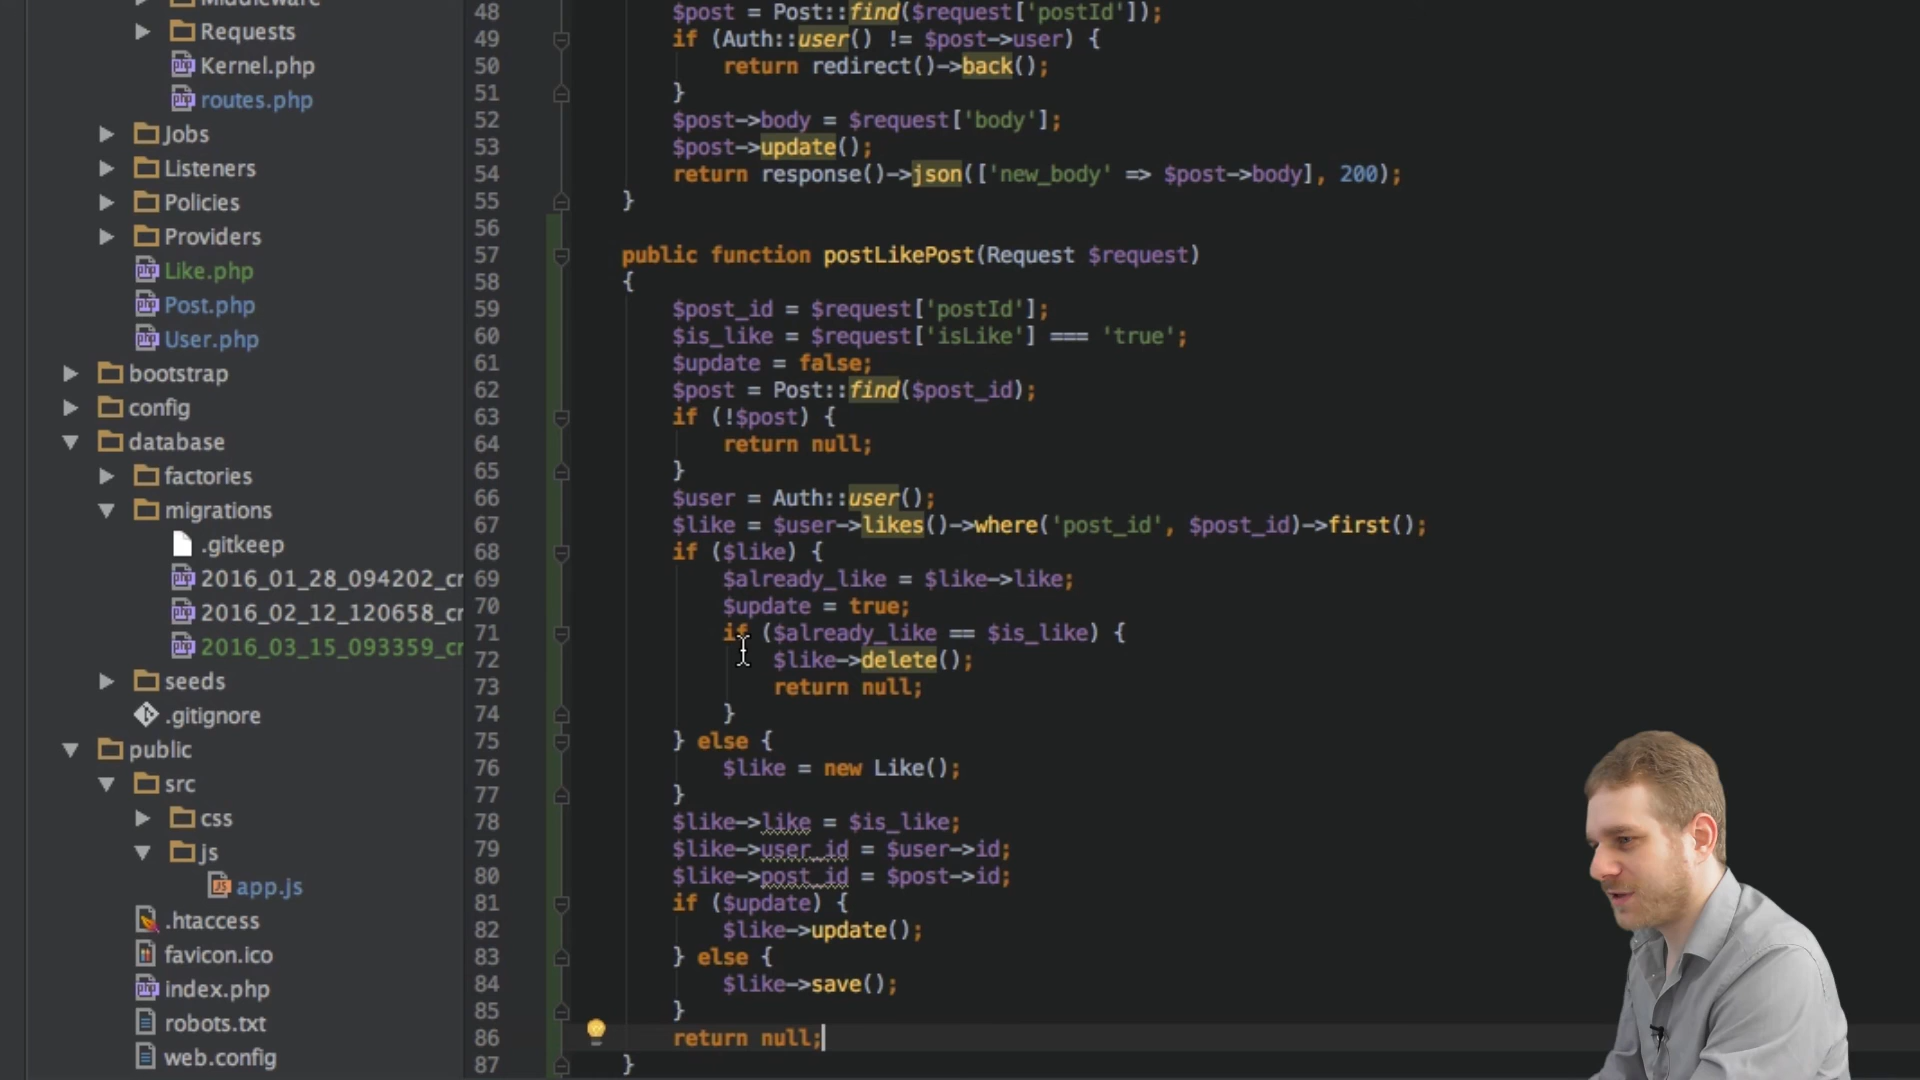 Middleware
Requests
Kernel.php
routes.php
Jobs
Listeners
Policies
Providers
Like.php
Post.php
User.php
bootstrap
config
database
factories
migrations
.gitkeep
2016_01_28_094202_cr
2016_02_12_120658_cr
2016_03_15_093359_cr
seeds
.gitignore
public
src
css
js
app.js
.htaccess
favicon.ico
index.php
robots.txt
web.config
48 $post = Post::find($request['postId']);
49 if (Auth::user() != $post->user) {
50 return redirect()->back();
51 }
52 $post->body = $request['body'];
53 $post->update();
54 return response()->json(['new_body' => $post->body], 200);
55 }
56
57 public function postLikePost(Request $request)
58 {
59 $post_id = $request['postId'];
60 $is_like = $request['isLike'] === 'true';
61 $update = false;
62 $post = Post::find($post_id);
63 if (!$post) {
64 return null;
65 }
66 $user = Auth::user();
67 $like = $user->likes()->where('post_id', $post_id)->first();
68 if ($like) {
69 $already_like = $like->like;
70 $update = true;
71 if ($already_like == $is_like) {
72 $like->delete();
73 return null;
74 }
75 } else {
76 $like = new Like();
77 }
78 $like->like = $is_like;
79 $like->user_id = $user->id;
80 $like->post_id = $post->id;
81 if ($update) {
82 $like->update();
83 } else {
84 $like->save();
85 }
86 return null;
87 }